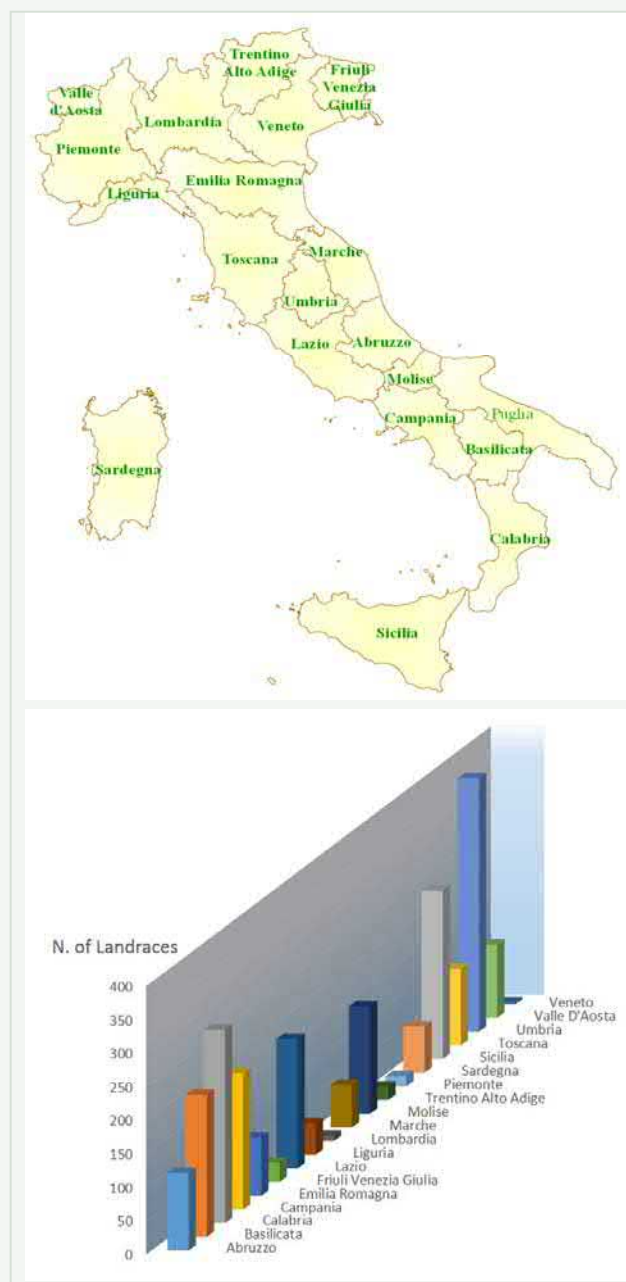 Trentino
Alto Adige
Friuli
Venezia
Giulia
Valle
d'Aosta
Lombardia
Veneto
Piemonte
Emilia Romagna
Liguria
Marche
Toscana
Umbria
Lazio
Abruzzo
Molise
Campania
Puglia
Basilicata
Sardegna
Calabria
Sicilia
N. of Landraces
400
350
300
250
200
150
100
50
0
Veneto
Valle D'Aosta
Umbria
Toscana
Sicilia
Sardegna
Piemonte
Trentino Alto Adige
Molise
Marche
Lombardia
Liguria
Lazio
Friuli Venezia Giulia
Emilia Romagna
Campania
Calabria
Basilicata
Abruzzo